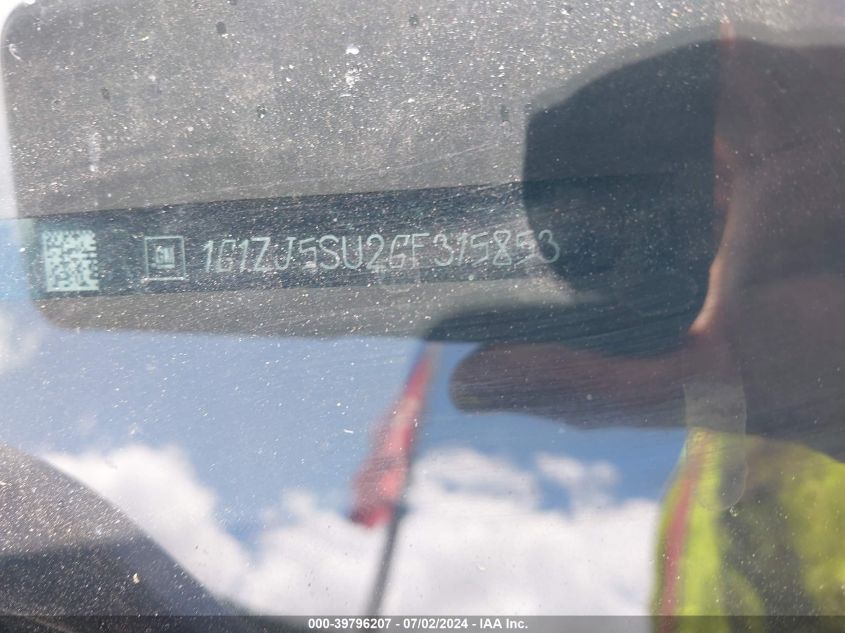 GM 1G1ZJ5SU2GF315853
000-39796207 - 07/02/2024 - IAA Inc.